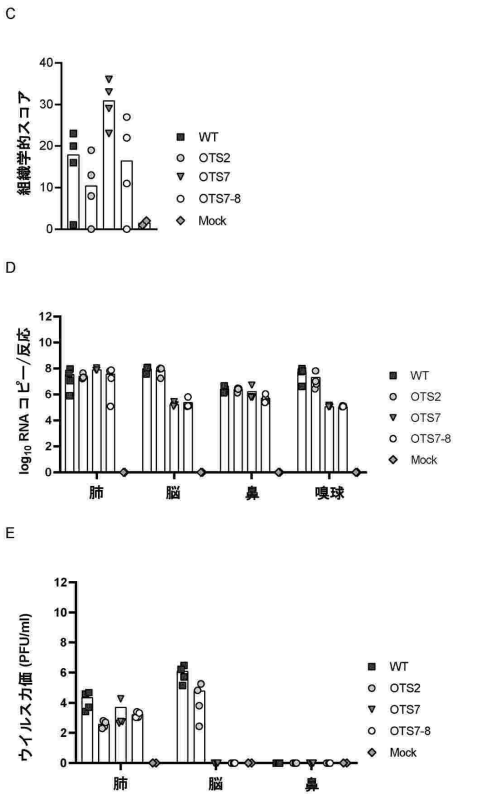 C
組織学的スコア
40
30
20
10
0
WT
OTS2
OTS7
OTS7-8
Mock
D
log10 RNA コピー/反応
12
10
8
6
4
2
0
肺
脳
鼻
嗅球
WT
OTS2
OTS7
OTS7-8
Mock
E
ウイルス力価 (PFU/ml)
12
10
8
6
4
2
0
肺
脳
鼻
WT
OTS2
OTS7
OTS7-8
Mock